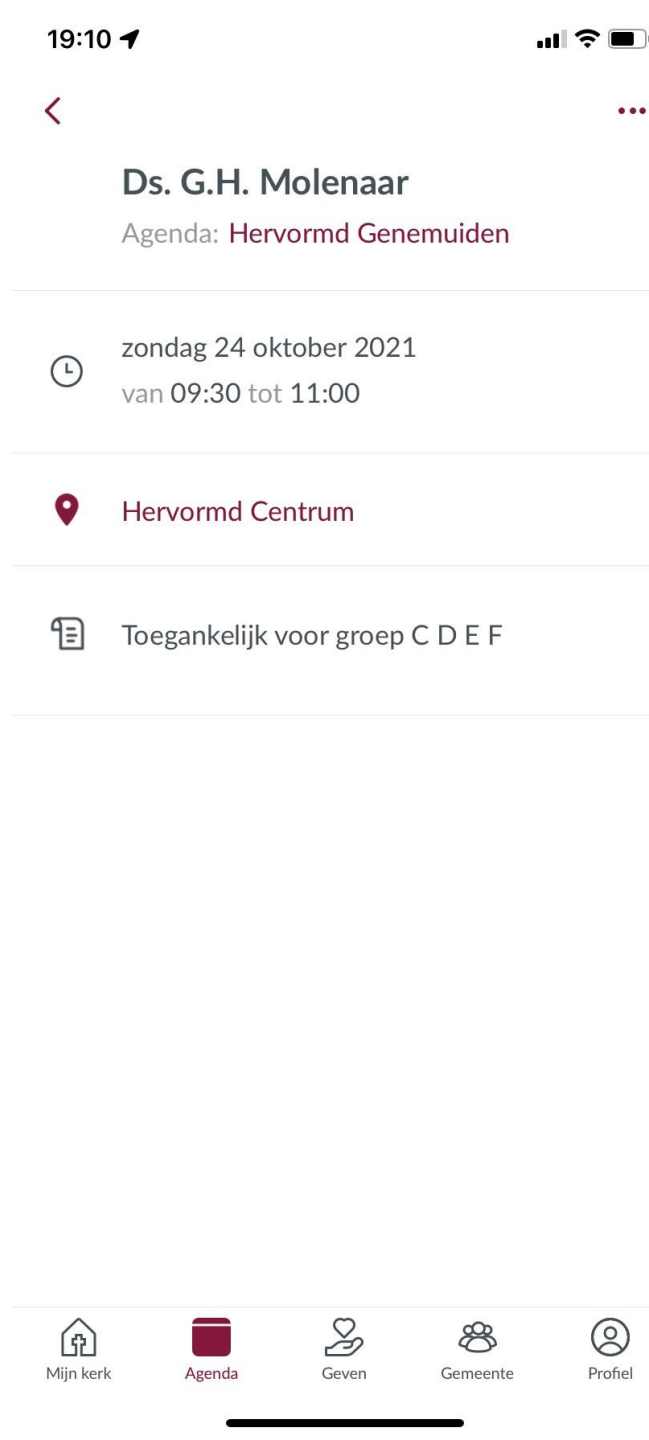 19:10
Ds. G.H. Molenaar
Agenda: Hervormd Genemuiden
zondag 24 oktober 2021
van 09:30 tot 11:00
Hervormd Centrum
Toegankelijk voor groep C D E F
Mijn kerk
Agenda
Geven
Gemeente
Profiel